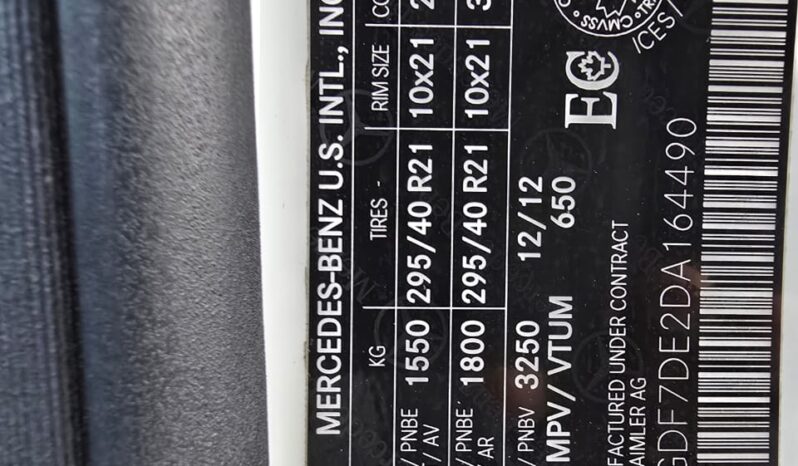 MERCEDES-BENZ U.S. INTL., INC
KG TIRES - RIM SIZE
/ PNBE 1550 295/40 R21 10x21
/ AV
/ PNBE 1800 295/40 R21 10x21
/ AR
/ PNBV 3250 12/12
MPV/ VTUM 650
EC
FACTURED UNDER CONTRACT
AIMLER AG
GDF7DE2DA164490
CMVSS